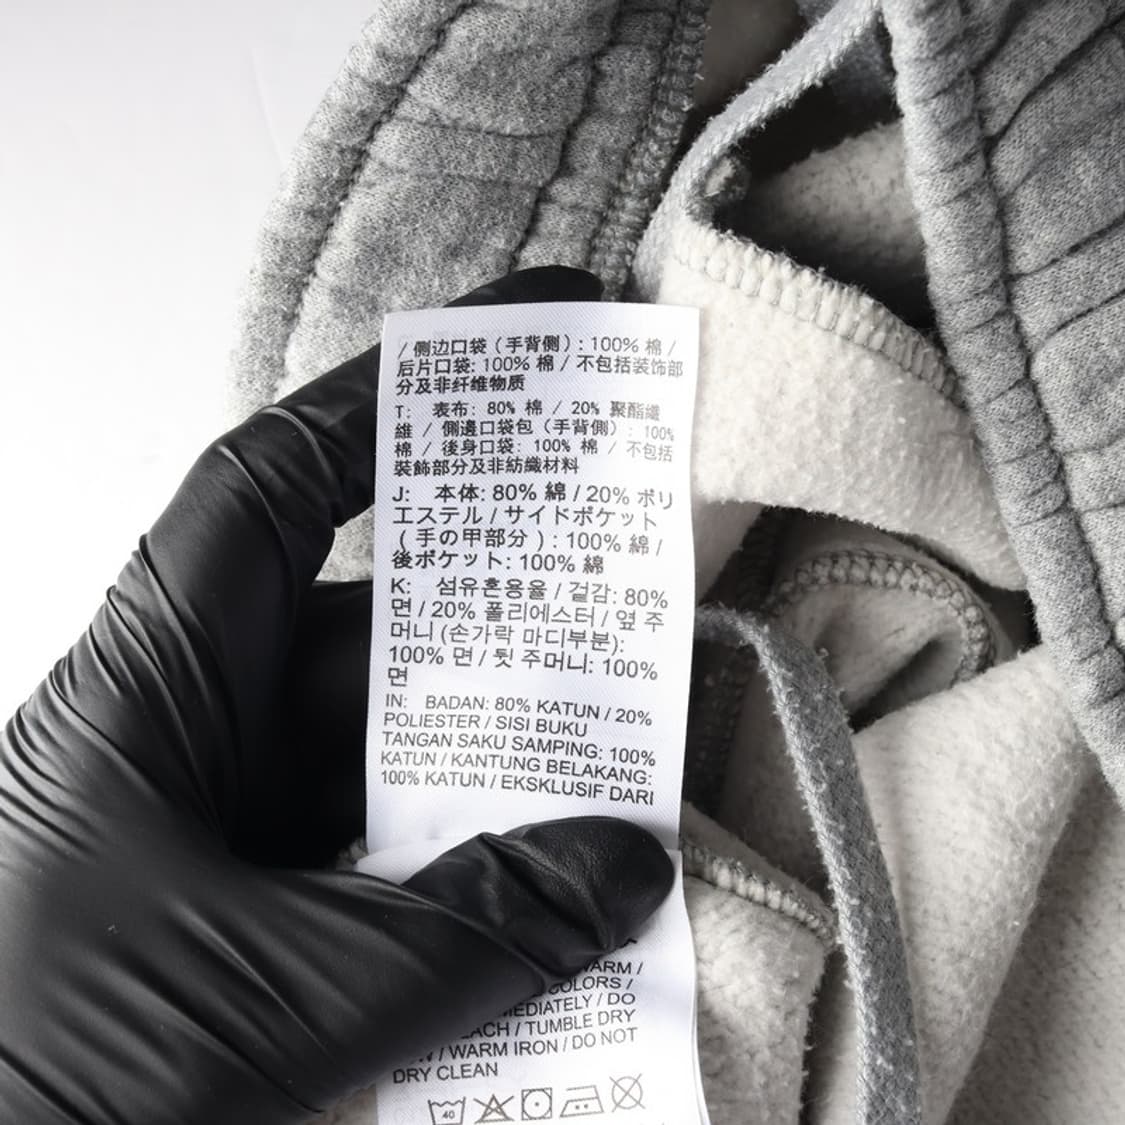 / 侧边口袋 (手背侧) : 100% 棉 /
后片口袋: 100% 棉 / 不包括装饰部
分及非纤维物质
T: 表布: 80% 棉 / 20% 聚酯纖
維 / 側邊口袋包 (手背側) : 100%
棉 / 後身口袋: 100% 棉 / 不包括
裝飾部分及非紡織材料
J: 本体: 80% 綿 / 20% ポリ
エステル / サイドポケット
( 手の甲部分 ) : 100% 綿 /
後ポケット: 100% 綿
K: 섬유혼용율 / 겉감: 80%
면 / 20% 폴리에스터 / 옆 주
머니 (손가락 마디부분):
100% 면 / 뒷 주머니: 100%
면
IN: BADAN: 80% KATUN / 20%
POLIESTER / SISI BUKU
TANGAN SAKU SAMPING: 100%
KATUN / KANTUNG BELAKANG:
100% KATUN / EKSKLUSIF DARI
WARM /
COLORS /
MEDIATELY / DO
EACH / TUMBLE DRY
/ WARM IRON / DO NOT
DRY CLEAN
40